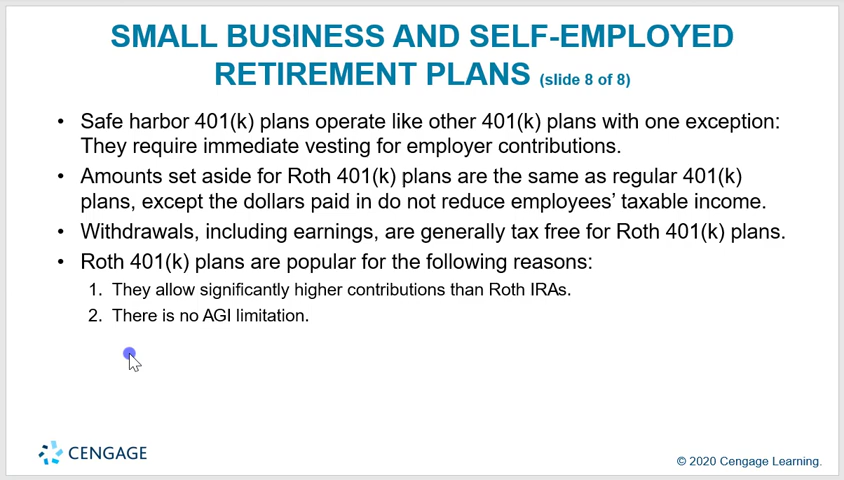 SMALL BUSINESS AND SELF-EMPLOYED
RETIREMENT PLANS (slide 8 of 8)
• Safe harbor 401(k) plans operate like other 401(k) plans with one exception:
They require immediate vesting for employer contributions.
• Amounts set aside for Roth 401(k) plans are the same as regular 401(k)
plans, except the dollars paid in do not reduce employees’ taxable income.
• Withdrawals, including earnings, are generally tax free for Roth 401(k) plans.
• Roth 401(k) plans are popular for the following reasons:
1. They allow significantly higher contributions than Roth IRAs.
2. There is no AGI limitation.
CENGAGE
© 2020 Cengage Learning.